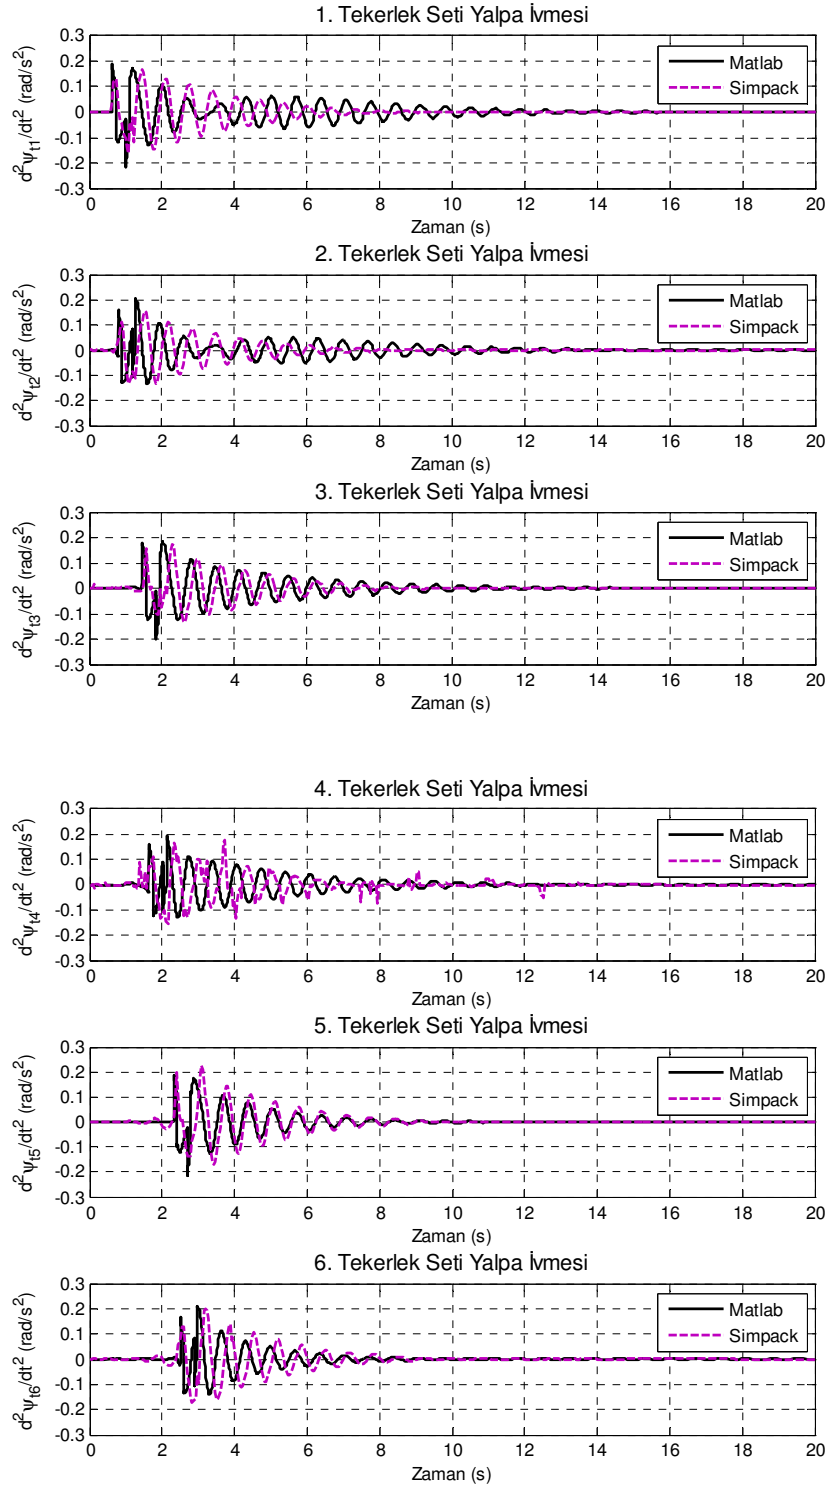 1. Tekerlek Seti Yalpa İvmesi
d²ψt1/dt² (rad/s²)
0.3
0.2
0.1
0
-0.1
-0.2
-0.3
Matlab
Simpack
0 2 4 6 8 10 12 14 16 18 20
Zaman (s)
2. Tekerlek Seti Yalpa İvmesi
d²ψt2/dt² (rad/s²)
0.3
0.2
0.1
0
-0.1
-0.2
-0.3
Matlab
Simpack
0 2 4 6 8 10 12 14 16 18 20
Zaman (s)
3. Tekerlek Seti Yalpa İvmesi
d²ψt3/dt² (rad/s²)
0.3
0.2
0.1
0
-0.1
-0.2
-0.3
Matlab
Simpack
0 2 4 6 8 10 12 14 16 18 20
Zaman (s)
4. Tekerlek Seti Yalpa İvmesi
d²ψt4/dt² (rad/s²)
0.3
0.2
0.1
0
-0.1
-0.2
-0.3
Matlab
Simpack
0 2 4 6 8 10 12 14 16 18 20
Zaman (s)
5. Tekerlek Seti Yalpa İvmesi
d²ψt5/dt² (rad/s²)
0.3
0.2
0.1
0
-0.1
-0.2
-0.3
Matlab
Simpack
0 2 4 6 8 10 12 14 16 18 20
Zaman (s)
6. Tekerlek Seti Yalpa İvmesi
d²ψt6/dt² (rad/s²)
0.3
0.2
0.1
0
-0.1
-0.2
-0.3
Matlab
Simpack
0 2 4 6 8 10 12 14 16 18 20
Zaman (s)